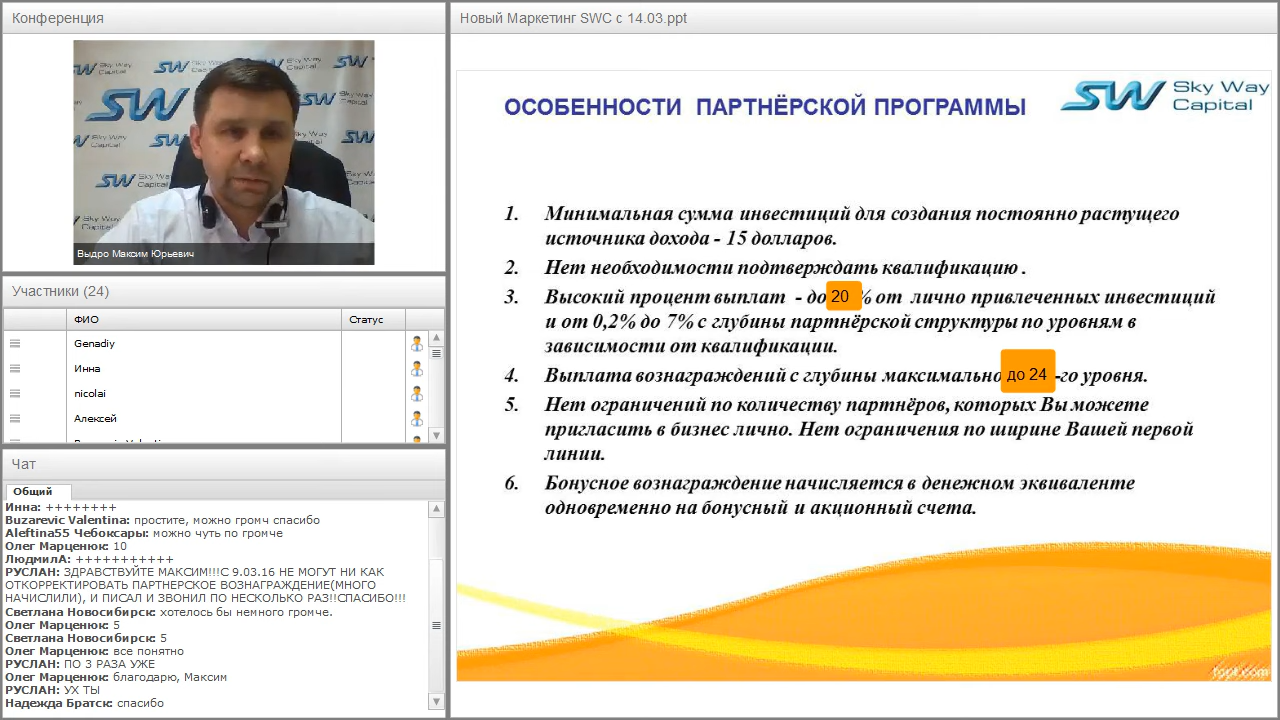 Конференция
Новый Маркетинг SWC с 14.03.ppt
SW
Sky Way
Capital
Выдро Максим Юрьевич
Участники (24)
ФИО
Статус
Genadiy
Инна
nicolai
Алексей
Чат
Общий
Инна: ++++++++
Buzarevic Valentina: простите, можно громч спасибо
Aleftina55 Чебоксары: можно чуть по громче
Олег Марценюк: 10
ЛюдмилА: +++++++++++
РУСЛАН: ЗДРАВСТВУЙТЕ МАКСИМ!!!С 9.03.16 НЕ МОГУТ НИ КАК
ОТКОРРЕКТИРОВАТЬ ПАРТНЕРСКОЕ ВОЗНАГРАЖДЕНИЕ(МНОГО
НАЧИСЛИЛИ), И ПИСАЛ И ЗВОНИЛ ПО НЕСКОЛЬКО РАЗ!!СПАСИБО!!!
Светлана Новосибирск: хотелось бы немного громче.
Олег Марценюк: 5
Светлана Новосибирск: 5
Олег Марценюк: все понятно
РУСЛАН: ПО 3 РАЗА УЖЕ
Олег Марценюк: благодарю, Максим
РУСЛАН: УХ ТЫ
Надежда Братск: спасибо
ОСОБЕННОСТИ ПАРТНЁРСКОЙ ПРОГРАММЫ
SW Sky Way
Capital
1. Минимальная сумма инвестиций для создания постоянно растущего
источника дохода - 15 долларов.
2. Нет необходимости подтверждать квалификацию .
3. Высокий процент выплат - до 20 % от лично привлеченных инвестиций
и от 0,2% до 7% с глубины партнёрской структуры по уровням в
зависимости от квалификации.
4. Выплата вознаграждений с глубины максимально до 24 -го уровня.
5. Нет ограничений по количеству партнёров, которых Вы можете
пригласить в бизнес лично. Нет ограничения по ширине Вашей первой
линии.
6. Бонусное вознаграждение начисляется в денежном эквиваленте
одновременно на бонусный и акционный счета.
fppt.com